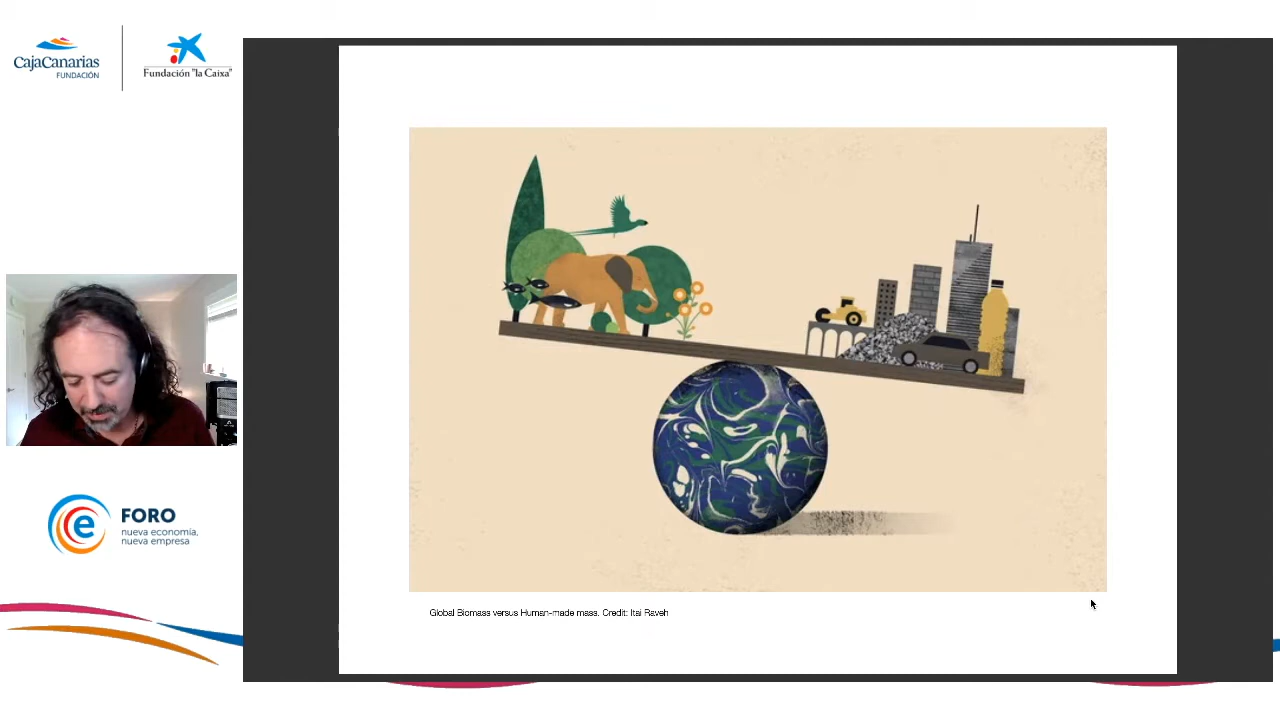 CajaCanarias
FUNDACIÓN
Fundación "la Caixa"
Global Biomass versus Human-made mass. Credit: Itai Raveh
e FORO
nueva economía,
nueva empresa